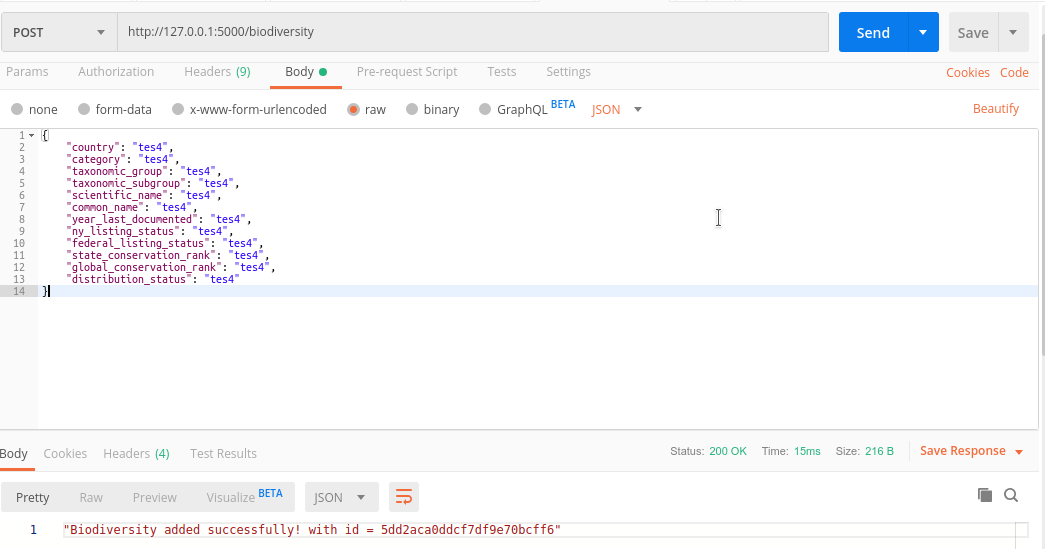 POST http://127.0.0.1:5000/biodiversity Send Save
Params Authorization Headers (9) Body Pre-request Script Tests Settings Cookies Code
none form-data x-www-form-urlencoded raw binary GraphQL BETA JSON Beautify
1 {
2 "country": "tes4",
3 "category": "tes4",
4 "taxonomic_group": "tes4",
5 "taxonomic_subgroup": "tes4",
6 "scientific_name": "tes4",
7 "common_name": "tes4",
8 "year_last_documented": "tes4",
9 "ny_listing_status": "tes4",
10 "federal_listing_status": "tes4",
11 "state_conservation_rank": "tes4",
12 "global_conservation_rank": "tes4",
13 "distribution_status": "tes4"
14 }
Body Cookies Headers (4) Test Results Status: 200 OK Time: 15ms Size: 216 B Save Response
Pretty Raw Preview Visualize BETA JSON
1 "Biodiversity added successfully! with id = 5dd2aca0ddcf7df9e70bcff6"